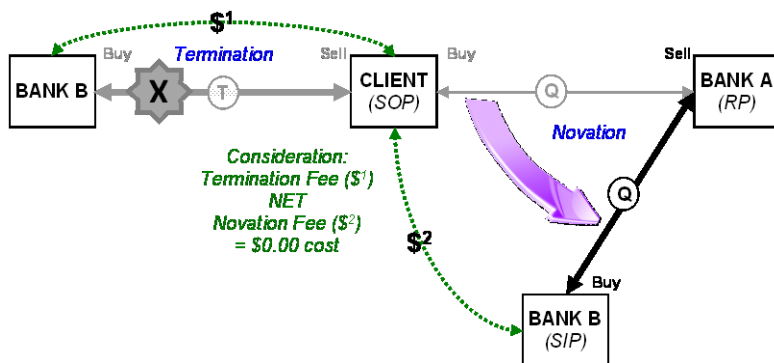 $1
Buy
Termination
Sell
Buy
Sell
BANK B
X
T
CLIENT
(SOP)
Q
BANK A
(RP)
Novation
Consideration:
Termination Fee ($1)
NET
Novation Fee ($2)
= $0.00 cost
Q
$2
Buy
BANK B
(SIP)